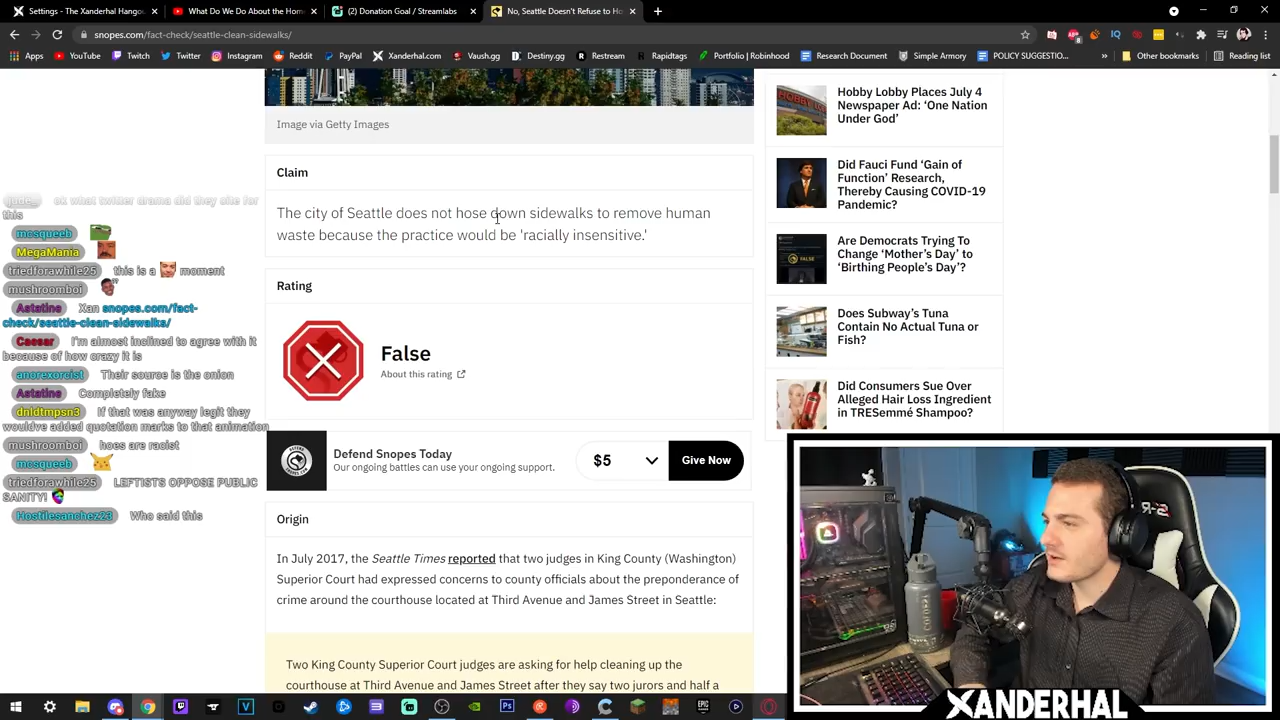 Settings - The Xanderhal Hangou
What Do We Do About the Home
(2) Donation Goal / Streamlabs
No, Seattle Doesn't Refuse to Ho
snopes.com/fact-check/seattle-clean-sidewalks/
Apps
YouTube
Twitch
Twitter
Instagram
Reddit
PayPal
Xanderhal.com
Vaush.gg
Destiny.gg
Restream
Rapidtags
Portfolio | Robinhood
Research Document
Simple Armory
POLICY SUGGESTIO...
Other bookmarks
Reading list
Image via Getty Images
Claim
The city of Seattle does not hose down sidewalks to remove human
waste because the practice would be 'racially insensitive.'
Rating
False
About this rating
Defend Snopes Today
Our ongoing battles can use your ongoing support.
$5
Give Now
Origin
In July 2017, the Seattle Times reported that two judges in King County (Washington)
Superior Court had expressed concerns to county officials about the preponderance of
crime around the courthouse located at Third Avenue and James Street in Seattle:
Two King County Superior Court judges are asking for help cleaning up the
courthouse at Third Avenue and James Street after they say two jurors and half a
Hobby Lobby Places July 4
Newspaper Ad: 'One Nation
Under God'
Did Fauci Fund 'Gain of
Function' Research,
Thereby Causing COVID-19
Pandemic?
Are Democrats Trying To
Change 'Mother's Day' to
'Birthing People's Day'?
FALSE
Does Subway's Tuna
Contain No Actual Tuna or
Fish?
Did Consumers Sue Over
Alleged Hair Loss Ingredient
in TRESemmé Shampoo?
ok what twitter drama did they site for
this
mcsqueeb
MegaMania
triedforawhile25 this is a moment
mushroomboi
Astatine Xan snopes.com/fact-
check/seattle-clean-sidewalks/
Caesar I'm almost inclined to agree with it
because of how crazy it is
anorexorcist Their source is the onion
Astatine Completely fake
dnldtmpsn3 If that was anyway legit they
wouldve added quotation marks to that animation
mushroomboi hoes are racist
mcsqueeb
triedforawhile25 LEFTISTS OPPOSE PUBLIC
SANITY!
Hostilesanchez23 Who said this
XANDERHAL